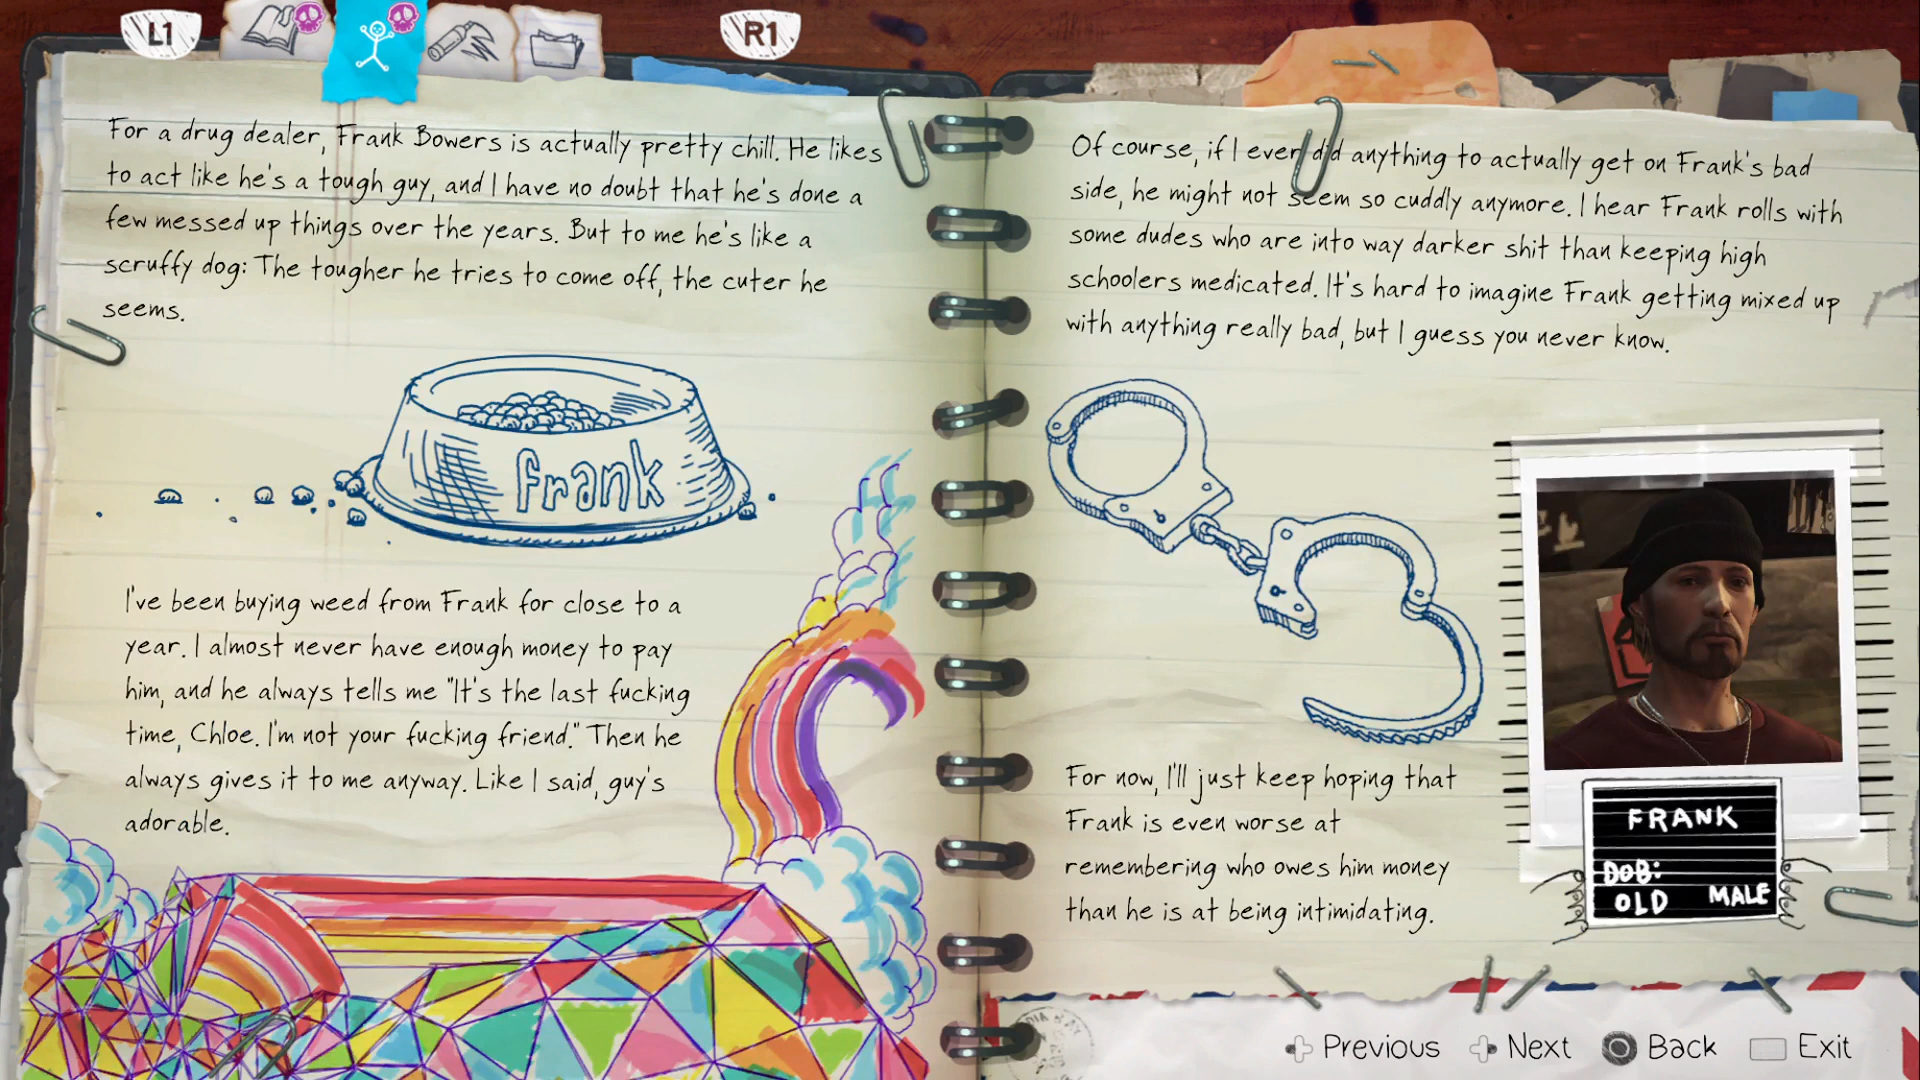 L1
R1
For a drug dealer, Frank Bowers is actually pretty chill. He likes
to act like he's a tough guy, and I have no doubt that he's done a
few messed up things over the years. But to me he's like a
scruffy dog: The tougher he tries to come off, the cuter he
seems.
frank
I've been buying weed from Frank for close to a
year. I almost never have enough money to pay
him, and he always tells me "It's the last fucking
time, Chloe. I'm not your fucking friend." Then he
always gives it to me anyway. Like I said, guy's
adorable.
Of course, if I ever did anything to actually get on Frank's bad
side, he might not seem so cuddly anymore. I hear Frank rolls with
some dudes who are into way darker shit than keeping high
schoolers medicated. It's hard to imagine Frank getting mixed up
with anything really bad, but I guess you never know.
For now, I'll just keep hoping that
Frank is even worse at
remembering who owes him money
than he is at being intimidating.
FRANK
DOB:
OLD MALE
Previous Next Back Exit